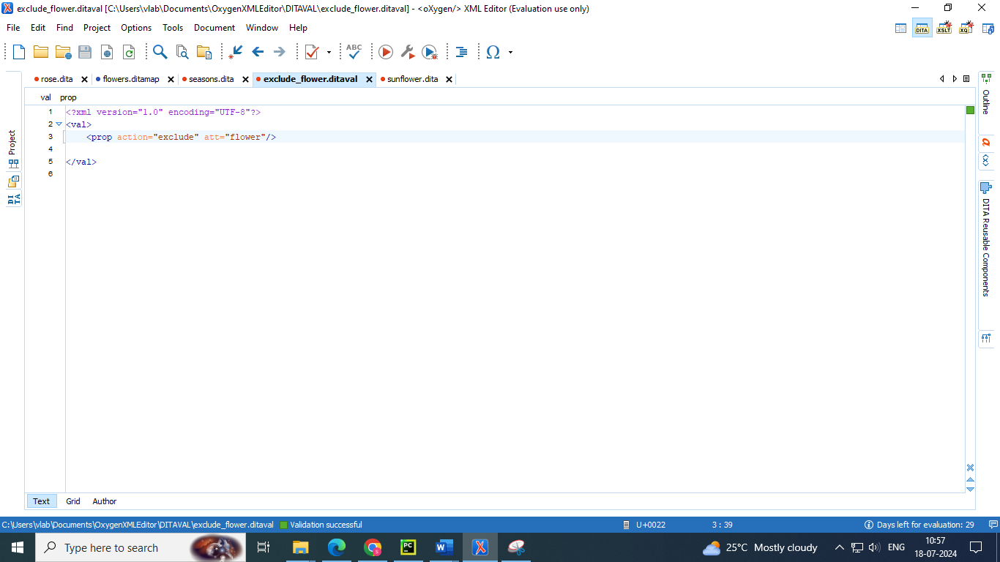 exclude_flower.ditaval [C:\Users\vlab\Documents\OxygenXMLEditor\DITAVAL\exclude_flower.ditaval] - <oXygen/> XML Editor (Evaluation use only)
File Edit Find Project Options Tools Document Window Help
DITA XSLT XQ
ABC
rose.dita flowers.ditamap seasons.dita exclude_flower.ditaval sunflower.dita
val prop
1 <?xml version="1.0" encoding="UTF-8"?>
2 <val>
3 <prop action="exclude" att="flower"/>
4
5 </val>
6
Project
DITA
Outline
DITA Reusable Components
Text Grid Author
C:\Users\vlab\Documents\OxygenXMLEditor\DITAVAL\exclude_flower.ditaval Validation successful U+0022 3 : 39 Days left for evaluation: 29
Type here to search 25°C Mostly cloudy ENG 10:57
18-07-2024